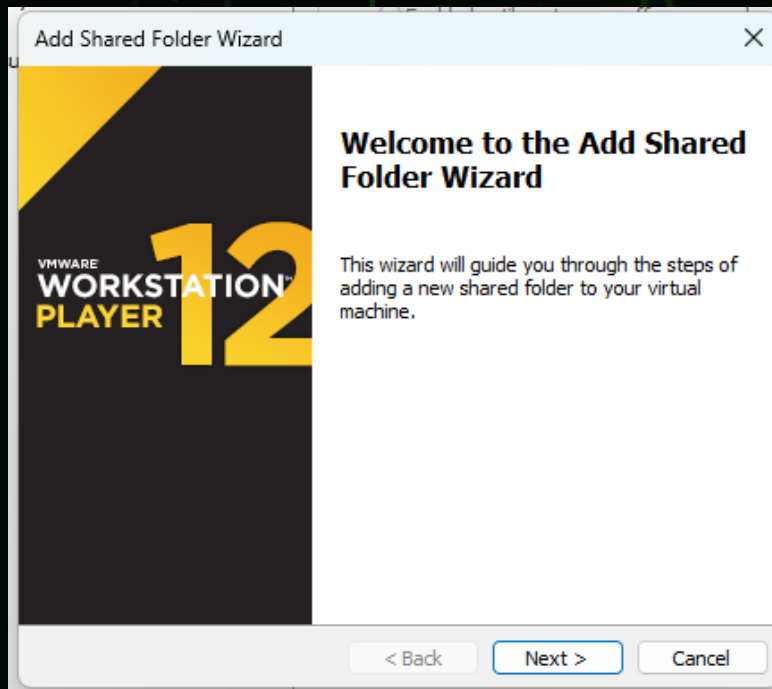 Add Shared Folder Wizard
Welcome to the Add Shared
Folder Wizard
VMWARE
WORKSTATION™
PLAYER
12
This wizard will guide you through the steps of
adding a new shared folder to your virtual
machine.
< Back
Next >
Cancel